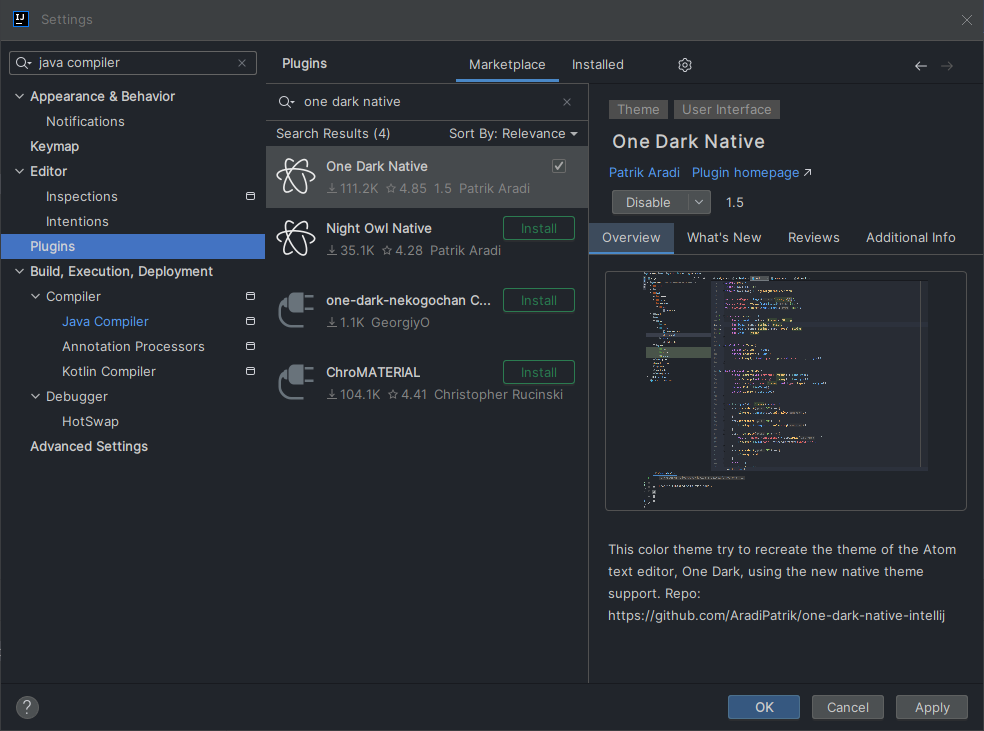 IJ
Settings
java compiler
Appearance & Behavior
Notifications
Keymap
Editor
Inspections
Intentions
Plugins
Build, Execution, Deployment
Compiler
Java Compiler
Annotation Processors
Kotlin Compiler
Debugger
HotSwap
Advanced Settings
Plugins
Marketplace
Installed
one dark native
Search Results (4)
Sort By: Relevance
One Dark Native
111.2K 4.85 1.5 Patrik Aradi
Night Owl Native
Install
35.1K 4.28 Patrik Aradi
one-dark-nekogochan C...
Install
1.1K GeorgiyO
ChroMATERIAL
Install
104.1K 4.41 Christopher Rucinski
Theme
User Interface
One Dark Native
Patrik Aradi Plugin homepage ↗
Disable
1.5
Overview
What's New
Reviews
Additional Info
This color theme try to recreate the theme of the Atom
text editor, One Dark, using the new native theme
support. Repo:
https://github.com/AradiPatrik/one-dark-native-intellij
?
OK
Cancel
Apply